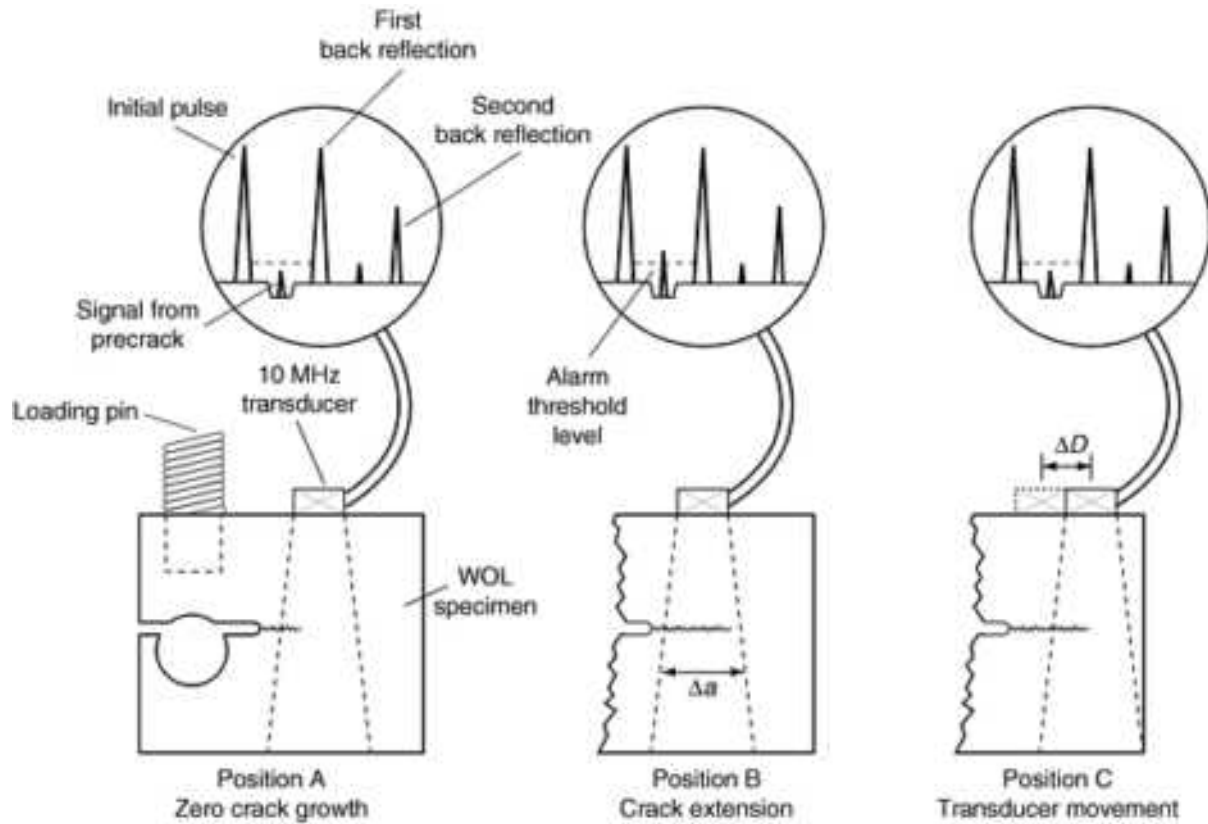 First
back reflection
Initial pulse
Second
back reflection
Signal from
precrack
10 MHz
transducer
Loading pin
Alarm
threshold
level
ΔD
WOL
specimen
Δa
Position A
Zero crack growth
Position B
Crack extension
Position C
Transducer movement